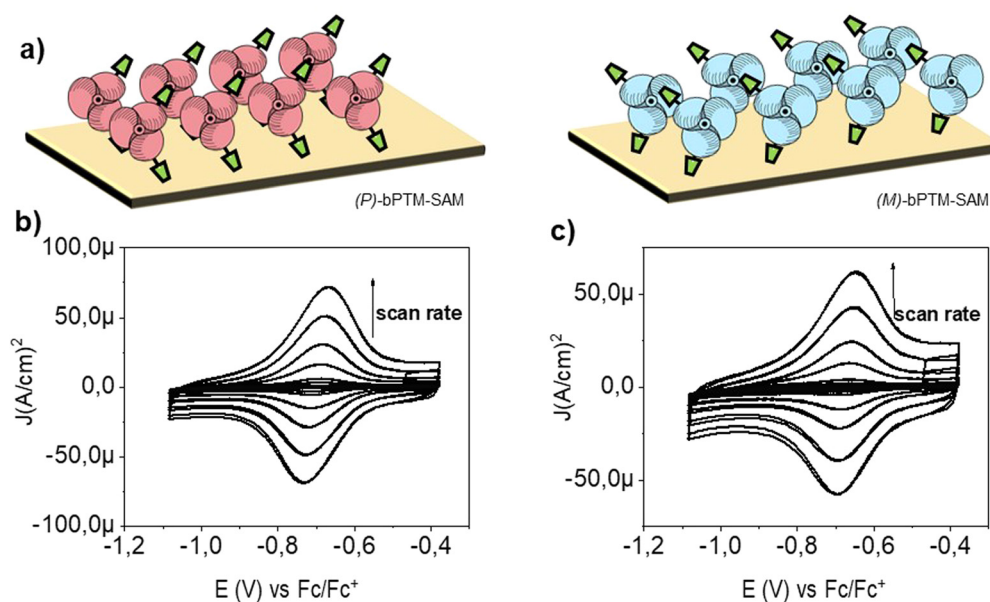 a)
(P)-bPTM-SAM
(M)-bPTM-SAM
b)
100,0µ
50,0µ
0,0
-50,0µ
-100,0µ
J(A/cm)²
scan rate
-1,2
-1,0
-0,8
-0,6
-0,4
E (V) vs Fc/Fc⁺
c)
50,0µ
0,0
-50,0µ
J(A/cm)²
scan rate
-1,2
-1,0
-0,8
-0,6
-0,4
E (V) vs Fc/Fc⁺